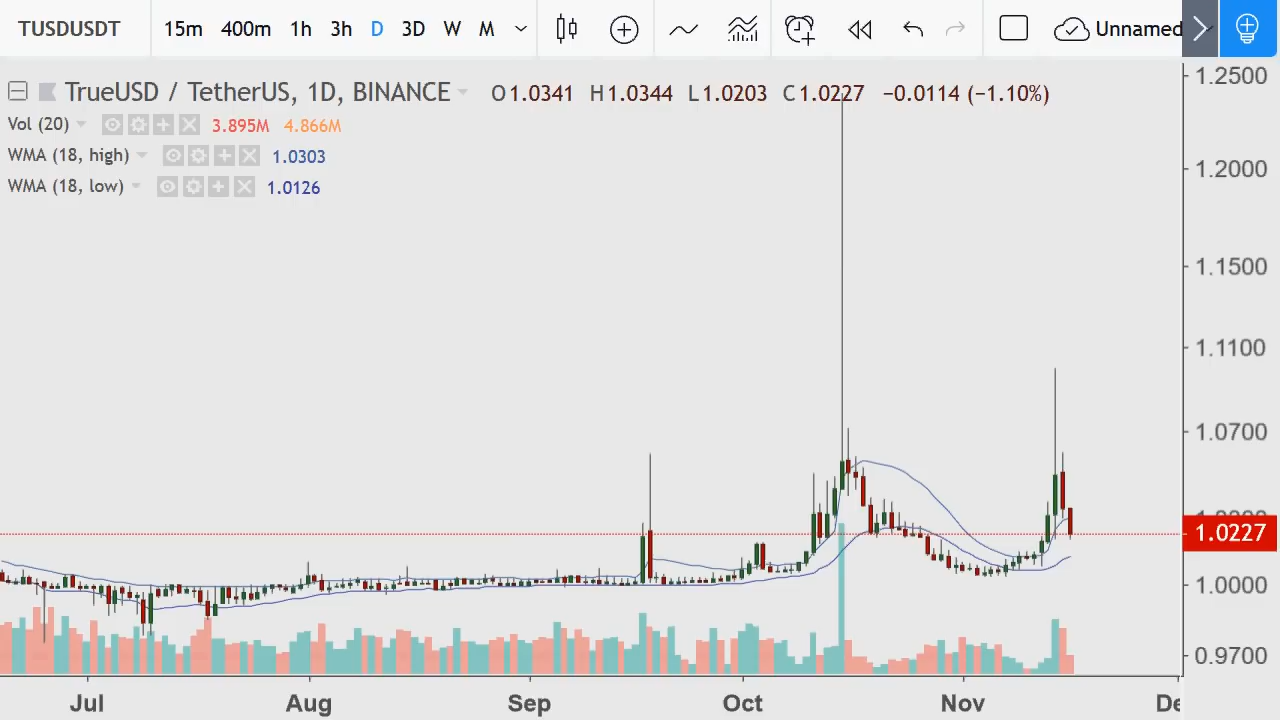 TUSDUSDT 15m 400m 1h 3h D 3D W M Unnamed
TrueUSD / TetherUS, 1D, BINANCE O1.0341 H1.0344 L1.0203 C1.0227 −0.0114 (−1.10%)
Vol (20) 3.895M 4.866M
WMA (18, high) 1.0303
WMA (18, low) 1.0126
1.2500
1.2000
1.1500
1.1100
1.0700
1.0227
1.0000
0.9700
Jul Aug Sep Oct Nov